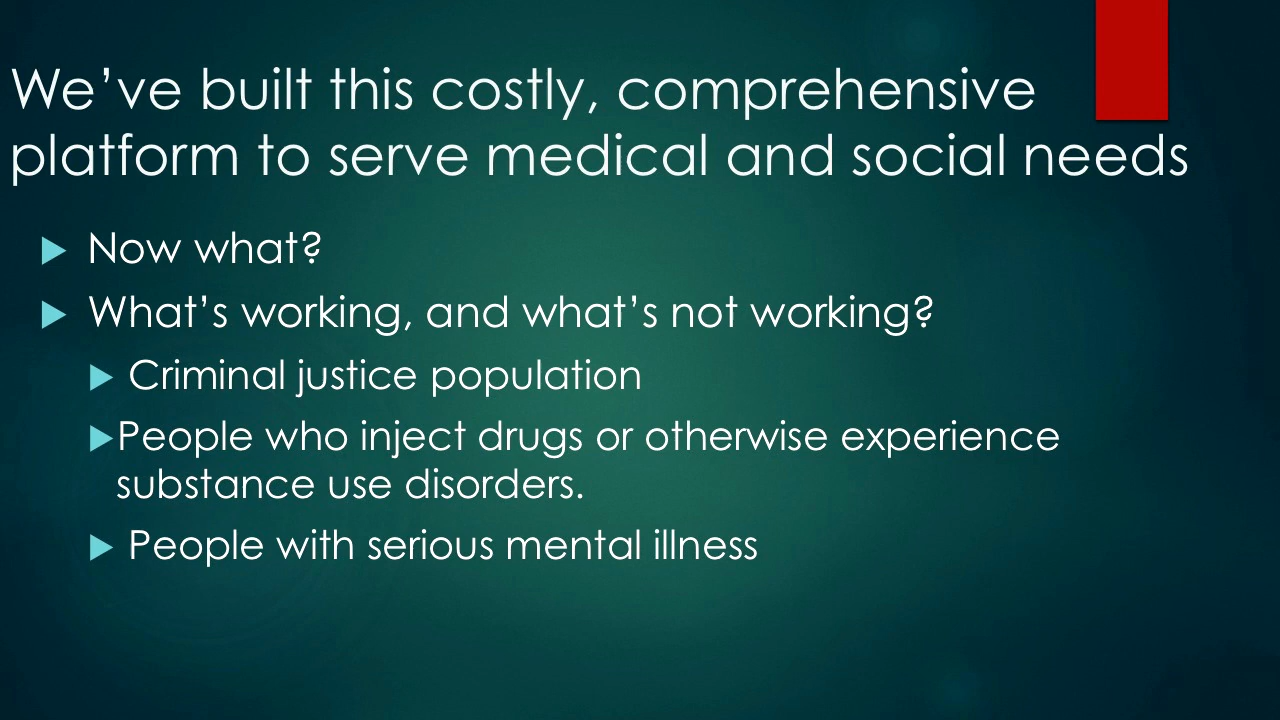 We’ve built this costly, comprehensive
platform to serve medical and social needs
Now what?
What’s working, and what’s not working?
Criminal justice population
People who inject drugs or otherwise experience
substance use disorders.
People with serious mental illness